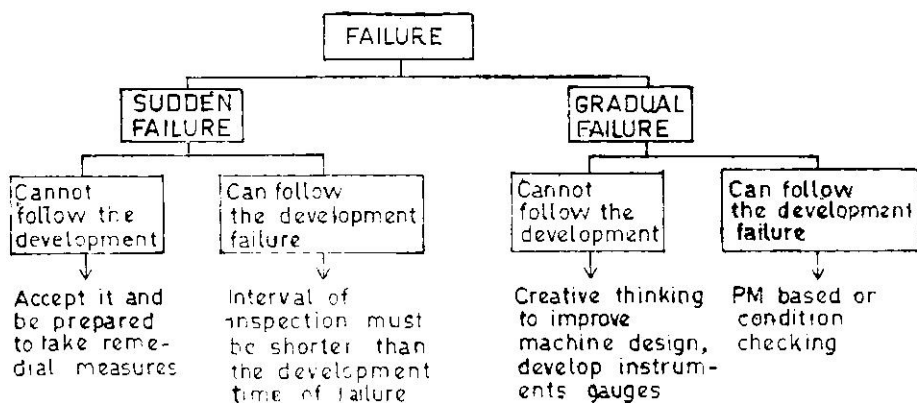 FAILURE
SUDDEN
FAILURE
GRADUAL
FAILURE
Cannot
follow the
development
Can follow
the development
failure
Cannot
follow the
development
Can follow
the development
failure
Accept it and
be prepared
to take reme-
dial measures
Interval of
inspection must
be shorter than
the development
time of failure
Creative thinking
to improve
machine design,
develop instrum-
ents gauges
PM based or
condition
checking